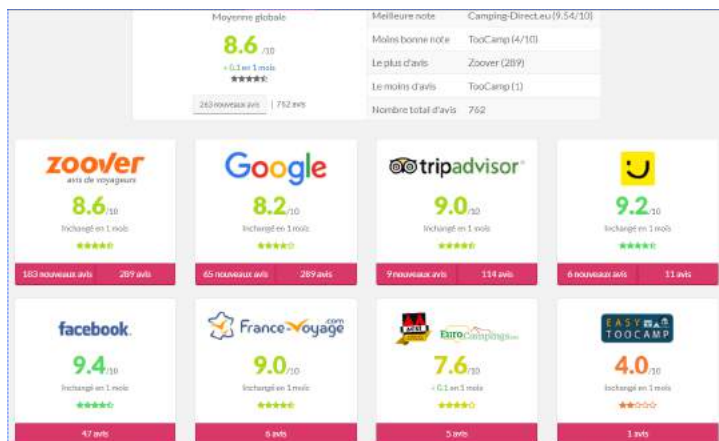 Moyenne globale
8.6 /10
+ 0.1 en 1 mois
263 nouveaux avis | 752 avis
Meilleure note Camping-Direct.eu (9.54/10)
Moins bonne note TooCamp (4/10)
Le plus d'avis Zoover (289)
Le moins d'avis TooCamp (1)
Nombre total d'avis 762
zoover
avis de voyageurs
8.6/10
Inchangé en 1 mois
183 nouveaux avis 289 avis
Google
8.2/10
Inchangé en 1 mois
65 nouveaux avis 289 avis
tripadvisor
9.0/10
Inchangé en 1 mois
9 nouveaux avis 114 avis
9.2/10
Inchangé en 1 mois
6 nouveaux avis 11 avis
facebook.
9.4/10
Inchangé en 1 mois
47 avis
France-Voyage.com
9.0/10
Inchangé en 1 mois
6 avis
ACSI
EuroCampings.eu
7.6/10
+ 0.1 en 1 mois
5 avis
EASY
TOOCAMP
4.0/10
Inchangé en 1 mois
1 avis